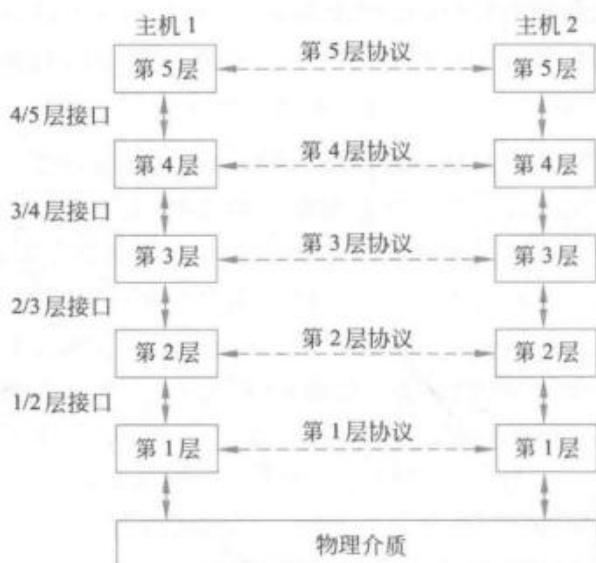 主机 1 主机 2
第 5 层 第 5 层协议 第 5 层
4/5 层接口
第 4 层 第 4 层协议 第 4 层
3/4 层接口
第 3 层 第 3 层协议 第 3 层
2/3 层接口
第 2 层 第 2 层协议 第 2 层
1/2 层接口
第 1 层 第 1 层协议 第 1 层
物理介质